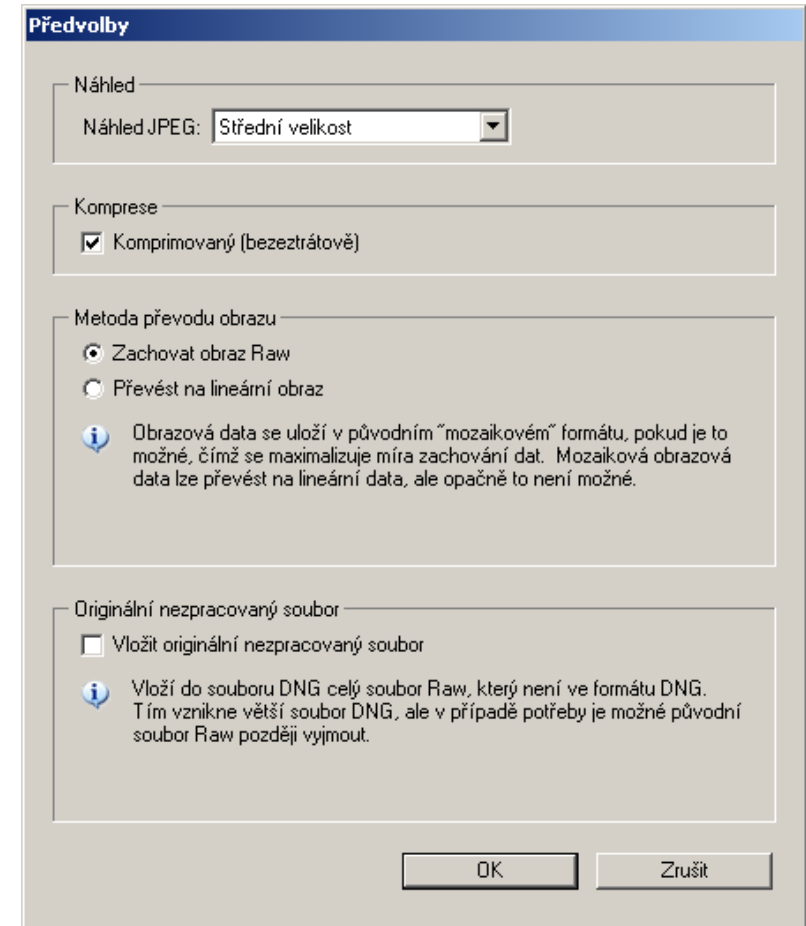 Předvolby
Náhled
Náhled JPEG: Střední velikost
Komprese
Komprimovaný (bezeztrátově)
Metoda převodu obrazu
Zachovat obraz Raw
Převést na lineární obraz
Obrazová data se uloží v původním "mozaikovém" formátu, pokud je to
možné, čímž se maximalizuje míra zachování dat. Mozaiková obrazová
data lze převést na lineární data, ale opačně to není možné.
Originální nezpracovaný soubor
Vložit originální nezpracovaný soubor
Vloží do souboru DNG celý soubor Raw, který není ve formátu DNG.
Tím vznikne větší soubor DNG, ale v případě potřeby je možné původní
soubor Raw později vyjmout.
OK Zrušit